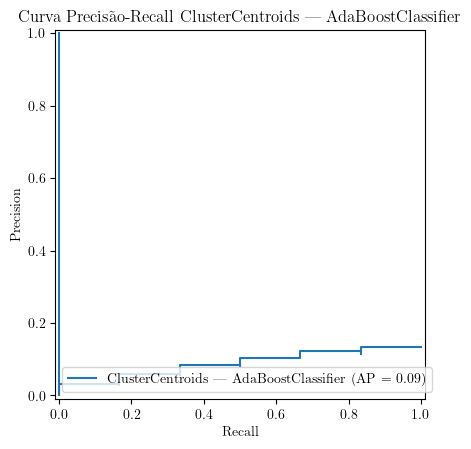 Curva Precisão-Recall ClusterCentroids — AdaBoostClassifier
1.0
0.8
0.6
0.4
0.2
0.0
Precision
ClusterCentroids — AdaBoostClassifier (AP = 0.09)
0.0 0.2 0.4 0.6 0.8 1.0
Recall